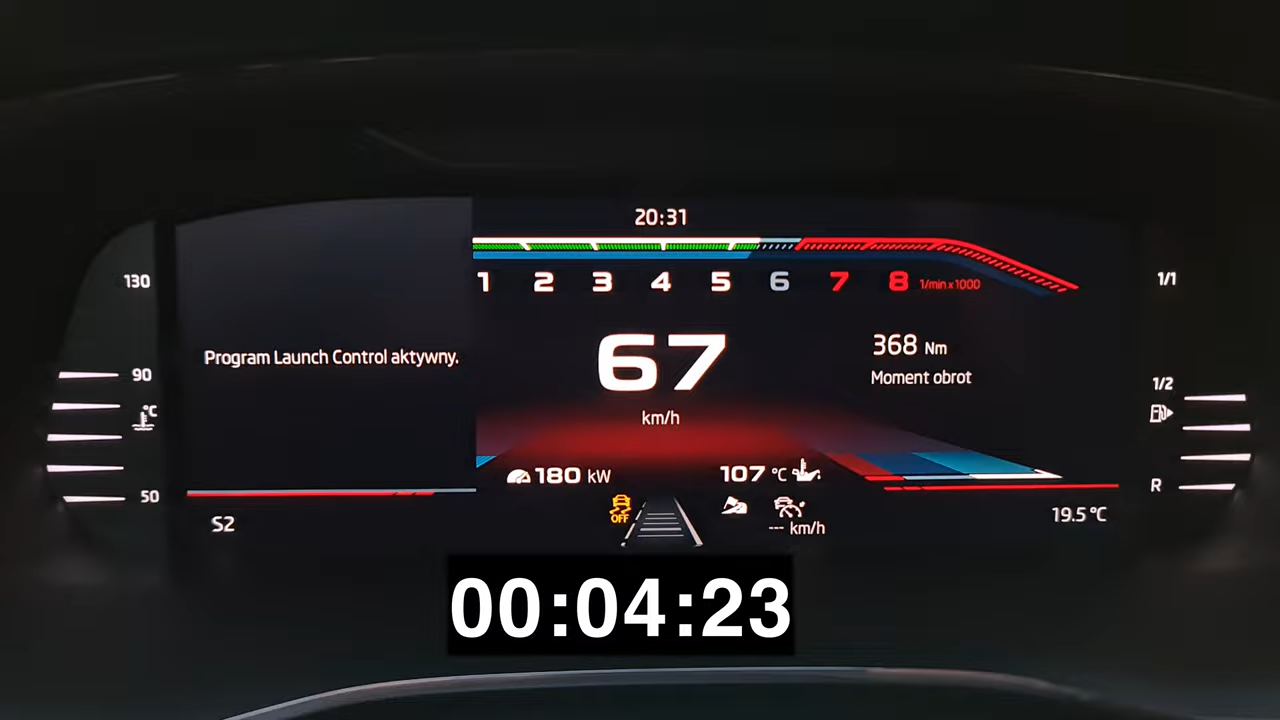 20:31
1 2 3 4 5 6 7 8 1/min x 1000
130
90
°C
50
Program Launch Control aktywny.
67
km/h
368 Nm
Moment obrot
1/1
1/2
R
180 kW
107 °C
OFF
--- km/h
S2
19.5 °C
00:04:23